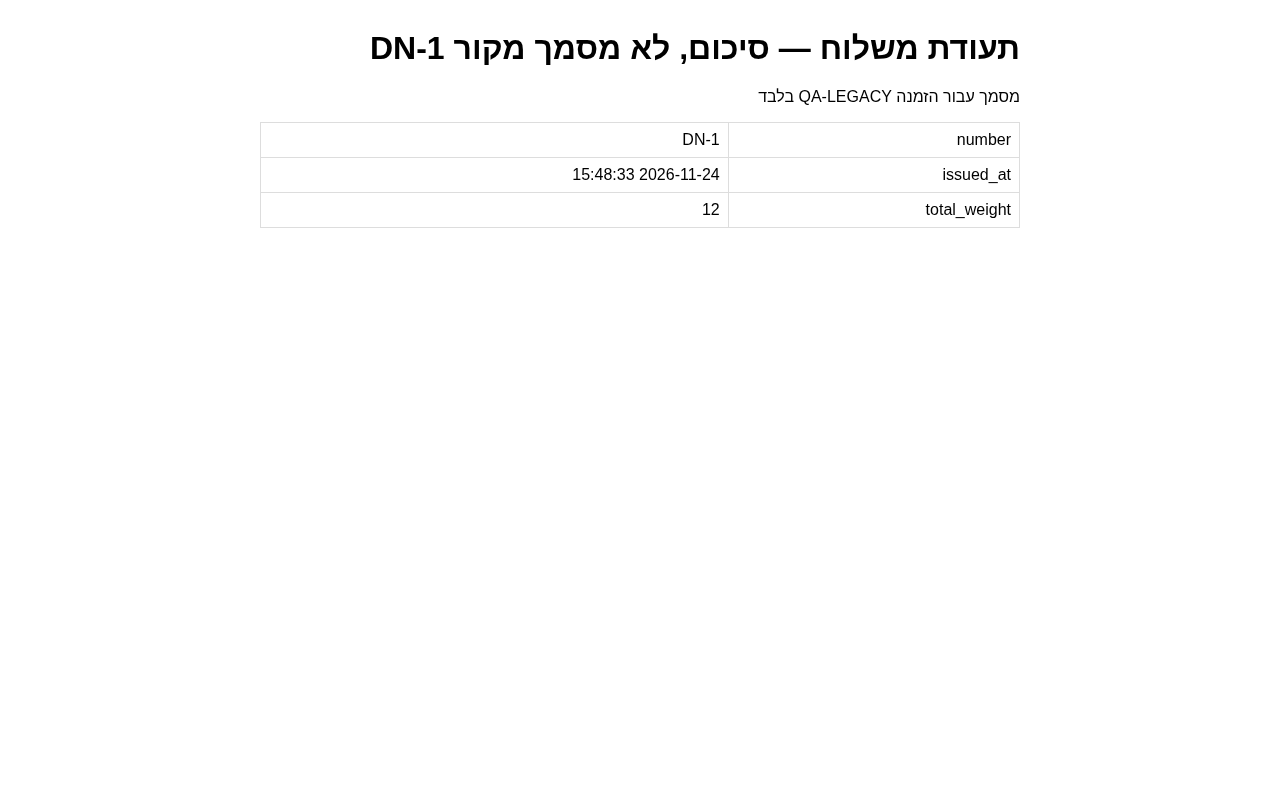 תעודת משלוח — סיכום, לא מסמך מקור DN-1
מסמך עבור הזמנה QA-LEGACY בלבד
number DN-1
issued_at 2026-11-24 15:48:33
total_weight 12